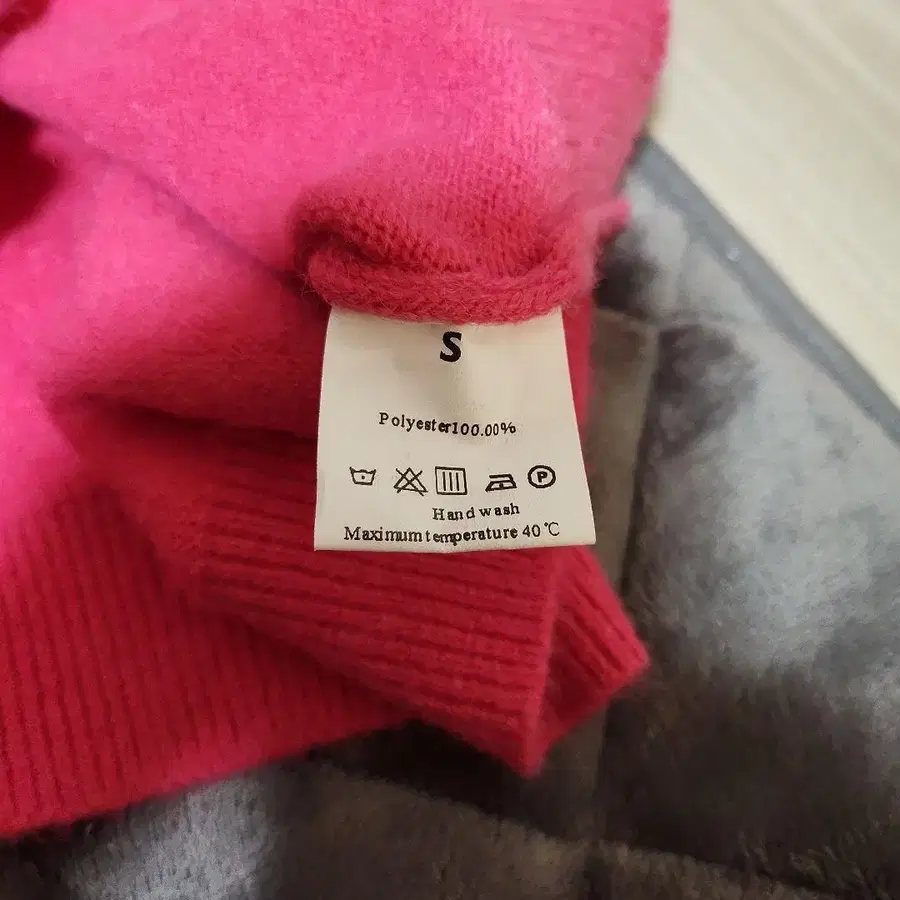 S
Polyester100.00%
P
Hand wash
Maximum temperature 40℃